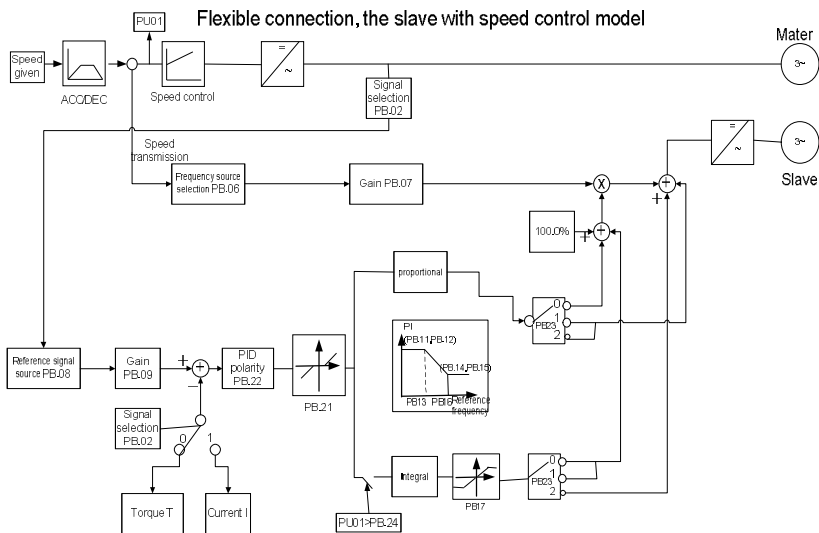 Flexible connection, the slave with speed control model
PU01
Mater
Speed
given
ACC/DEC
Speed control
=
~
3~
Signal
selection
PB.02
=
~
3~
Slave
Speed
transmission
Frequency source
selection PB.06
Gain PB.07
X
+
+
100.0%
+
+
proportional
0
1
2
PB23
PI
(PB.11,PB.12)
(PB.14,PB.15)
PB13
PB16
Reference
frequency
Reference signal
source PB.08
Gain
PB.09
+
+
−
PID
polarity
PB.22
PB.21
Signal
selection
PB.02
0
1
Torque T
Current I
Integral
PB17
0
1
2
PB23
PU01>PB.24